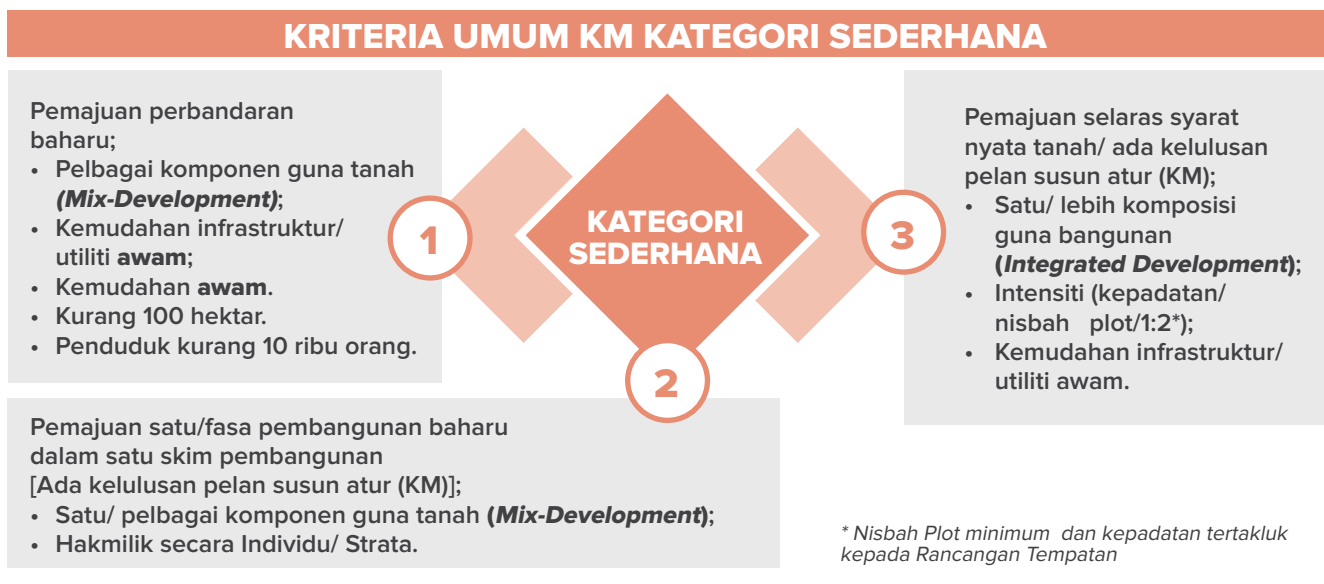 KRITERIA UMUM KM KATEGORI SEDERHANA
Pemajuan perbandaran
baharu;
• Pelbagai komponen guna tanah
(Mix-Development);
• Kemudahan infrastruktur/
utiliti awam;
• Kemudahan awam.
• Kurang 100 hektar.
• Penduduk kurang 10 ribu orang.
1
KATEGORI
SEDERHANA
2
Pemajuan satu/fasa pembangunan baharu
dalam satu skim pembangunan
[Ada kelulusan pelan susun atur (KM)];
• Satu/ pelbagai komponen guna tanah (Mix-Development);
• Hakmilik secara Individu/ Strata.
3
Pemajuan selaras syarat
nyata tanah/ ada kelulusan
pelan susun atur (KM);
• Satu/ lebih komposisi
guna bangunan
(Integrated Development);
• Intensiti (kepadatan/
nisbah plot/1:2*);
• Kemudahan infrastruktur/
utiliti awam.
* Nisbah Plot minimum dan kepadatan tertakluk
kepada Rancangan Tempatan